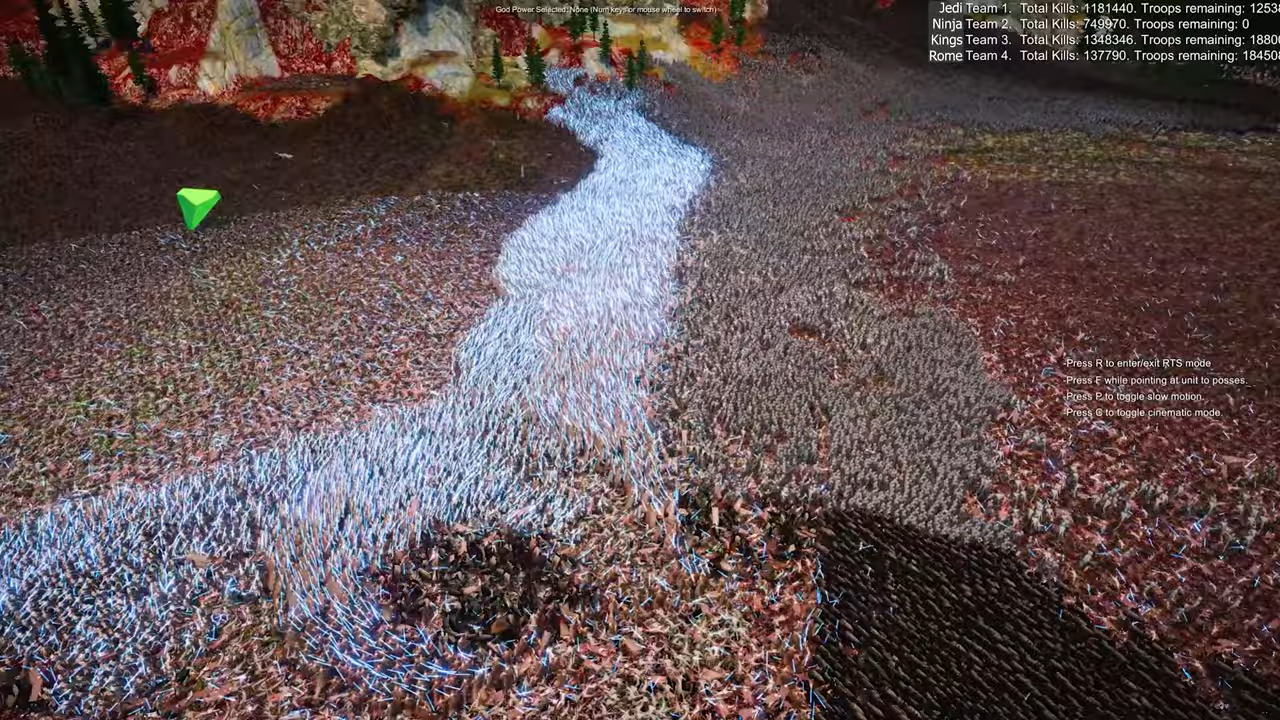 God Power Selected: None (Num keys or mouse wheel to switch)
Jedi Team 1. Total Kills: 1181440. Troops remaining: 1253
Ninja Team 2. Total Kills: 749970. Troops remaining: 0
Kings Team 3. Total Kills: 1348346. Troops remaining: 1880
Rome Team 4. Total Kills: 137790. Troops remaining: 18450
-Press R to enter/exit RTS mode
-Press F while pointing at unit to posses.
-Press P to toggle slow motion.
-Press C to toggle cinematic mode.